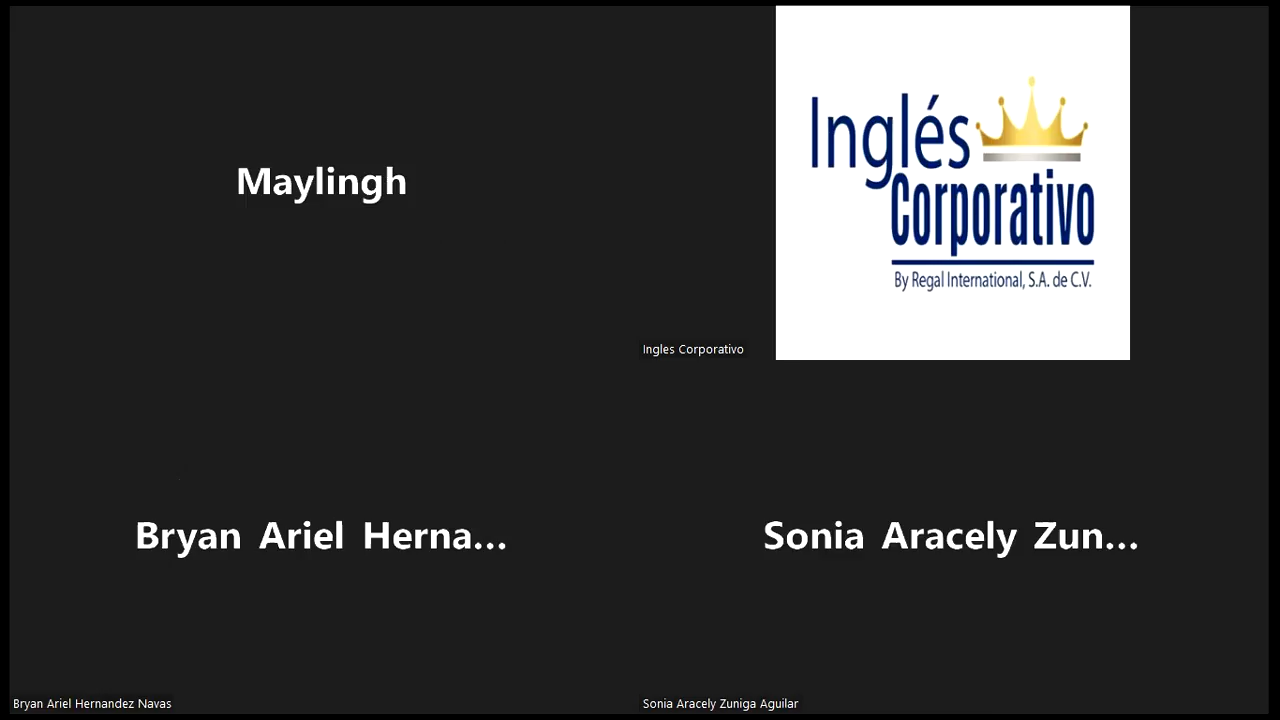 Maylingh
Inglés
Corporativo
By Regal International, S.A. de C.V.
Ingles Corporativo
Bryan Ariel Herna...
Sonia Aracely Zun...
Bryan Ariel Hernandez Navas
Sonia Aracely Zuniga Aguilar